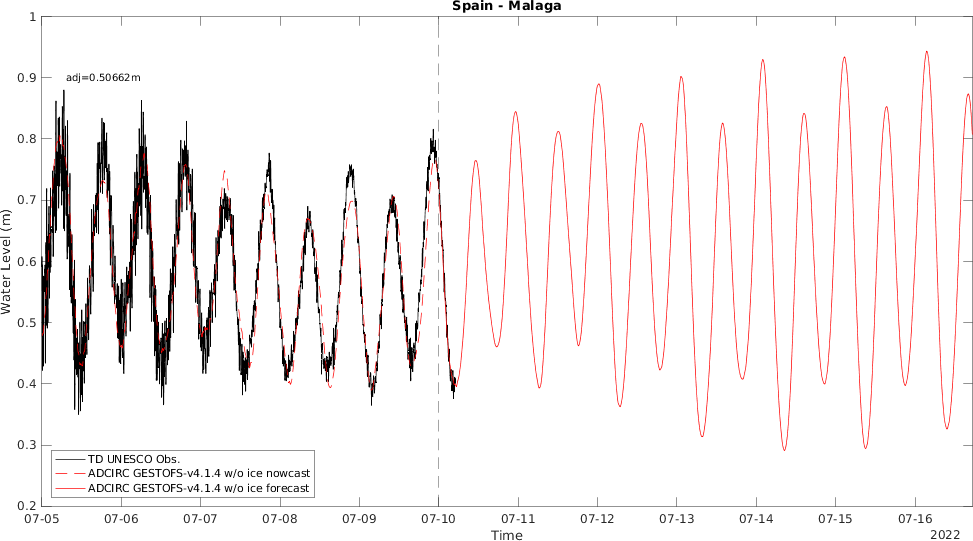 Spain - Malaga
adj=0.50662m
Water Level (m)
1
0.9
0.8
0.7
0.6
0.5
0.4
0.3
0.2
TD UNESCO Obs.
ADCIRC GESTOFS-v4.1.4 w/o ice nowcast
ADCIRC GESTOFS-v4.1.4 w/o ice forecast
07-05 07-06 07-07 07-08 07-09 07-10 07-11 07-12 07-13 07-14 07-15 07-16
Time
2022